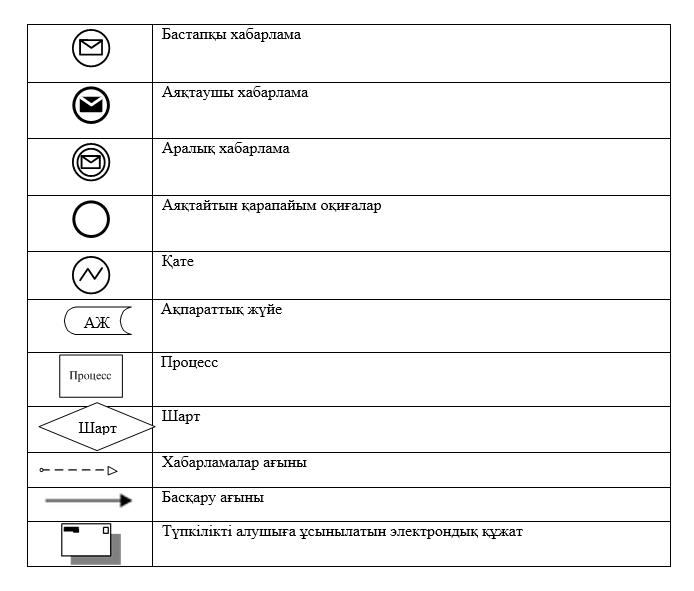 Бастапқы хабарлама
Аяқтаушы хабарлама
Аралық хабарлама
Аяқтайтын қарапайым оқиғалар
Қате
АЖ
Ақпараттық жүйе
Процесс
Процесс
Шарт
Шарт
Хабарламалар ағыны
Басқару ағыны
Түпкілікті алушыға ұсынылатын электрондық құжат